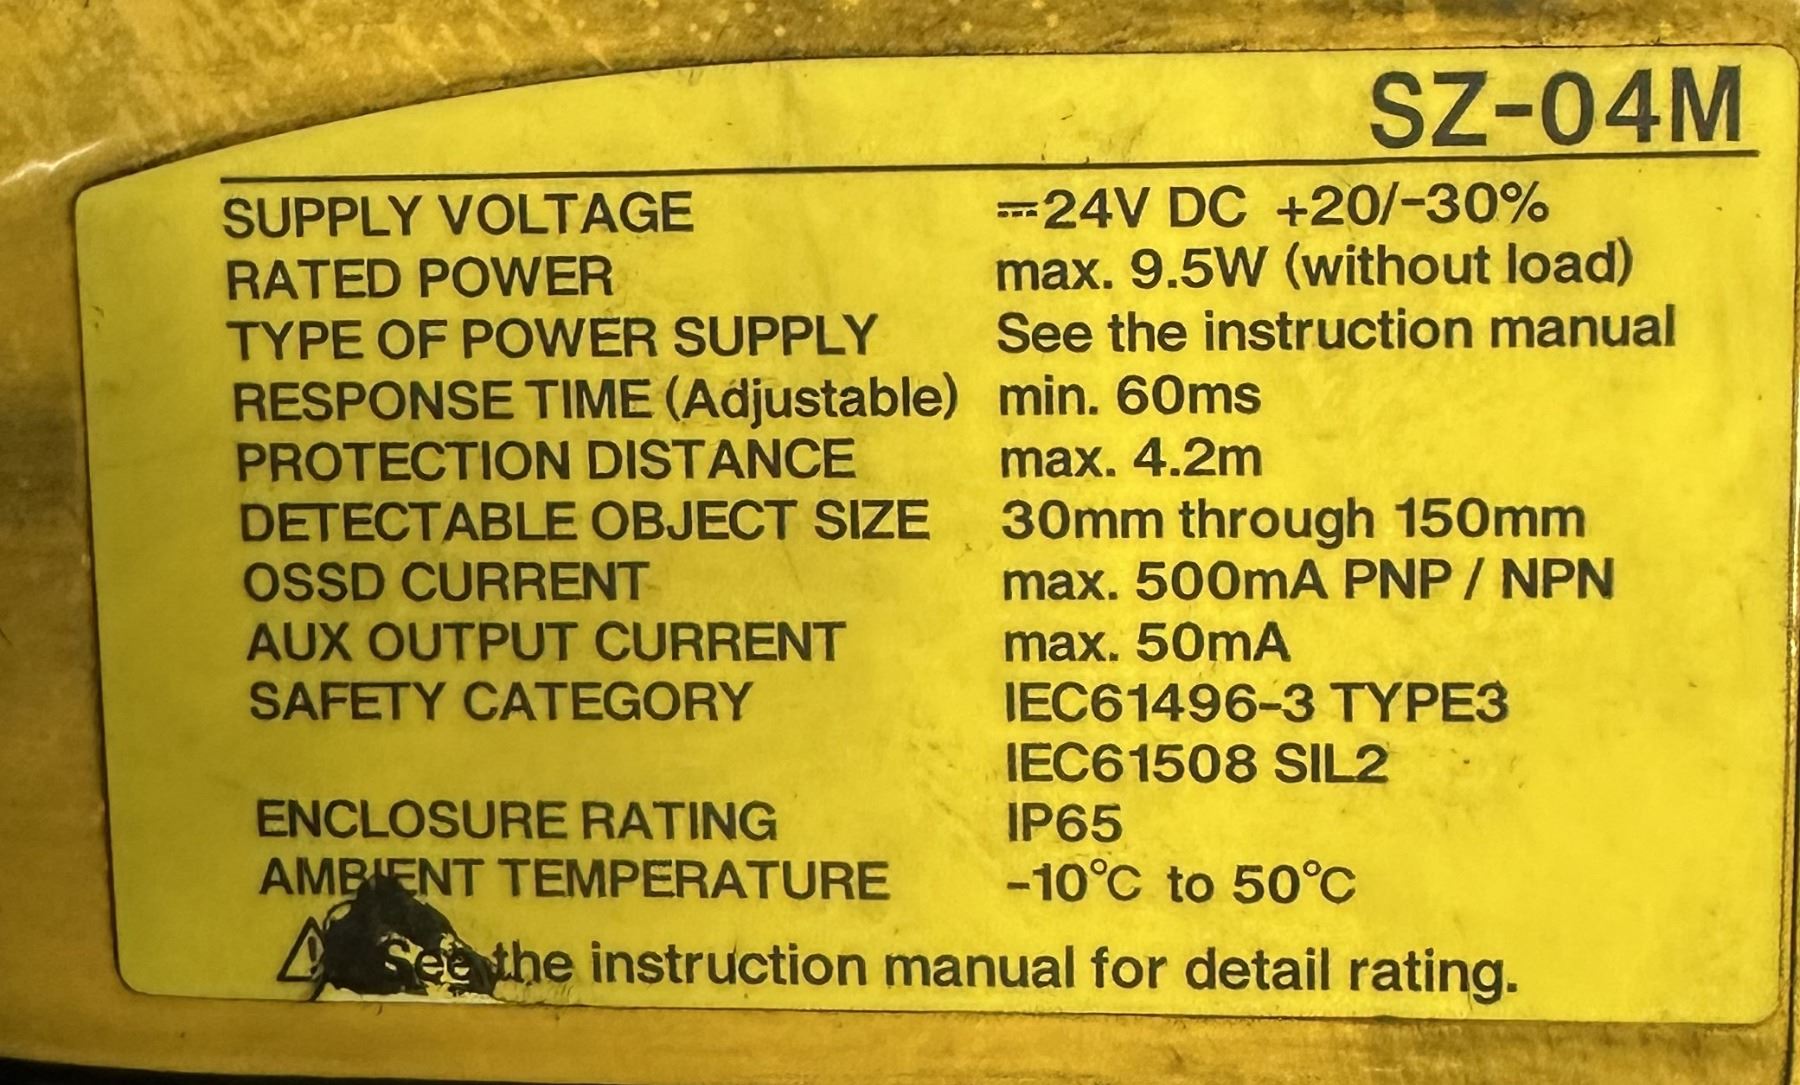 SZ-04M
SUPPLY VOLTAGE ⎓24V DC +20/-30%
RATED POWER max. 9.5W (without load)
TYPE OF POWER SUPPLY See the instruction manual
RESPONSE TIME (Adjustable) min. 60ms
PROTECTION DISTANCE max. 4.2m
DETECTABLE OBJECT SIZE 30mm through 150mm
OSSD CURRENT max. 500mA PNP / NPN
AUX OUTPUT CURRENT max. 50mA
SAFETY CATEGORY IEC61496-3 TYPE3
IEC61508 SIL2
ENCLOSURE RATING IP65
AMBIENT TEMPERATURE -10°C to 50°C
⚠ See the instruction manual for detail rating.